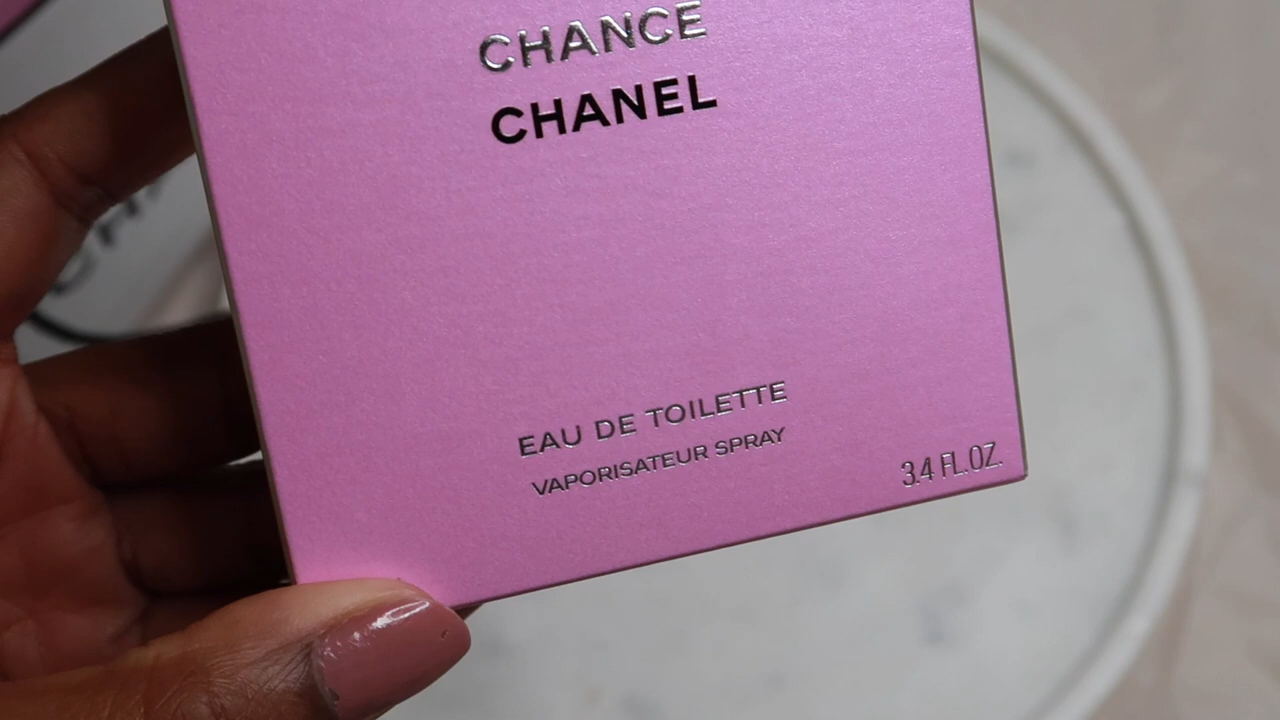 CHANCE
CHANEL
EAU DE TOILETTE
VAPORISATEUR SPRAY
3.4 FL.OZ.